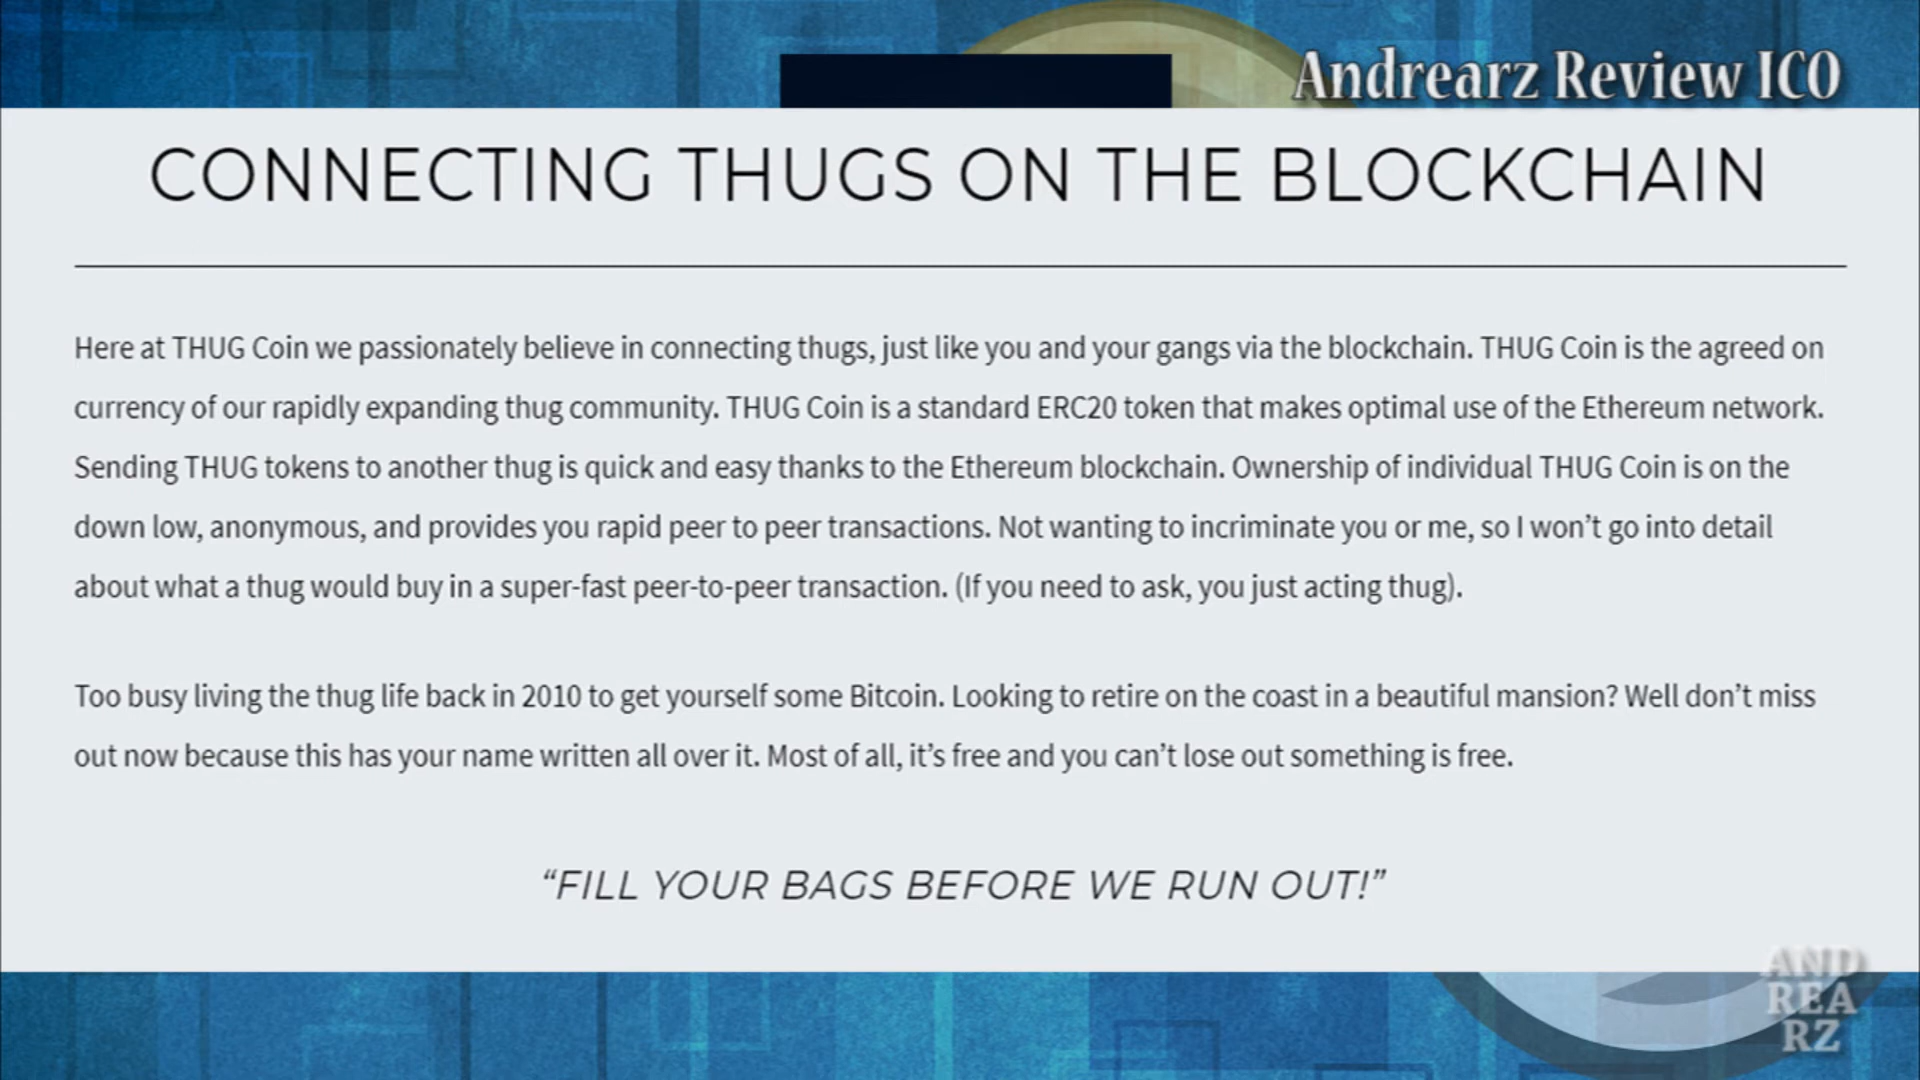 Andrearz Review ICO
CONNECTING THUGS ON THE BLOCKCHAIN
Here at THUG Coin we passionately believe in connecting thugs, just like you and your gangs via the blockchain. THUG Coin is the agreed on
currency of our rapidly expanding thug community. THUG Coin is a standard ERC20 token that makes optimal use of the Ethereum network.
Sending THUG tokens to another thug is quick and easy thanks to the Ethereum blockchain. Ownership of individual THUG Coin is on the
down low, anonymous, and provides you rapid peer to peer transactions. Not wanting to incriminate you or me, so I won’t go into detail
about what a thug would buy in a super-fast peer-to-peer transaction. (If you need to ask, you just acting thug).
Too busy living the thug life back in 2010 to get yourself some Bitcoin. Looking to retire on the coast in a beautiful mansion? Well don’t miss
out now because this has your name written all over it. Most of all, it’s free and you can’t lose out something is free.
“FILL YOUR BAGS BEFORE WE RUN OUT!”
AND
REA
RZ